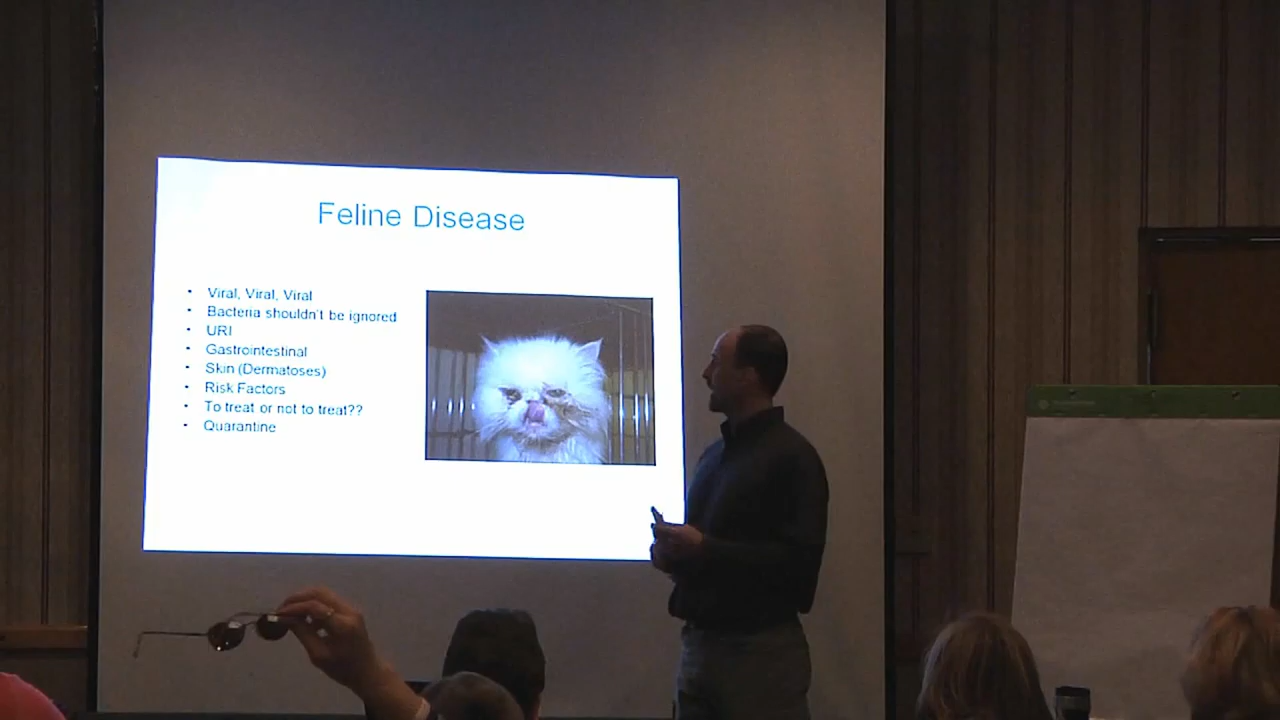 Feline Disease
• Viral, Viral, Viral
• Bacteria shouldn't be ignored
• URI
• Gastrointestinal
• Skin (Dermatoses)
• Risk Factors
• To treat or not to treat??
• Quarantine